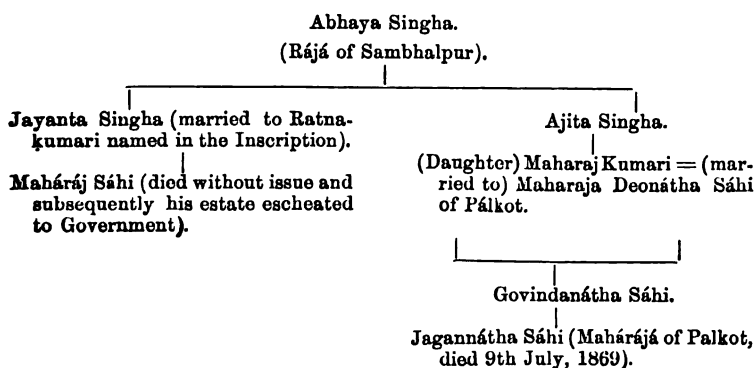 Abhaya Singha.
(Rájá of Sambhalpur).
Jayanta Singha (married to Ratna-
kumari named in the Inscription).
Maháráj Sáhi (died without issue and
subsequently his estate escheated
to Government).
Ajita Singha.
(Daughter) Maharaj Kumari = (mar-
ried to) Maharaja Deonátha Sáhi
of Pálkot.
Govindanátha Sáhi.
Jagannátha Sáhi (Mahárájá of Palkot,
died 9th July, 1869).